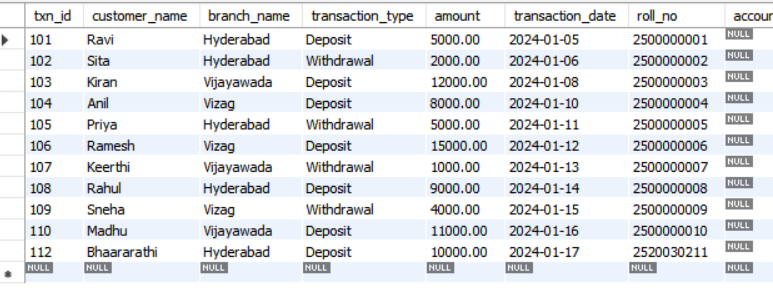 txn_id customer_name branch_name transaction_type amount transaction_date roll_no accoun
101 Ravi Hyderabad Deposit 5000.00 2024-01-05 2500000001 NULL
102 Sita Hyderabad Withdrawal 2000.00 2024-01-06 2500000002 NULL
103 Kiran Vijayawada Deposit 12000.00 2024-01-08 2500000003 NULL
104 Anil Vizag Deposit 8000.00 2024-01-10 2500000004 NULL
105 Priya Hyderabad Withdrawal 5000.00 2024-01-11 2500000005 NULL
106 Ramesh Vizag Deposit 15000.00 2024-01-12 2500000006 NULL
107 Keerthi Vijayawada Withdrawal 1000.00 2024-01-13 2500000007 NULL
108 Rahul Hyderabad Deposit 9000.00 2024-01-14 2500000008 NULL
109 Sneha Vizag Withdrawal 4000.00 2024-01-15 2500000009 NULL
110 Madhu Vijayawada Deposit 11000.00 2024-01-16 2500000010 NULL
112 Bhaararathi Hyderabad Deposit 10000.00 2024-01-17 2520030211 NULL
NULL NULL NULL NULL NULL NULL NULL NULL